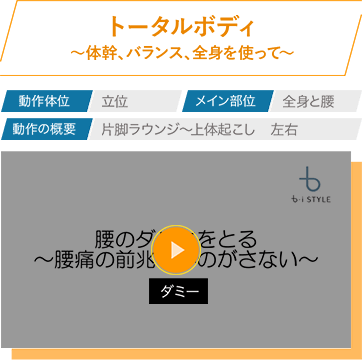 トータルボディ
〜体幹、バランス、全身を使って〜
動作体位 立位
メイン部位 全身と腰
動作の概要 片脚ラウンジ〜上体起こし 左右
b・i STYLE
腰のダ をとる
〜腰痛の前兆 のがさない〜
ダミー